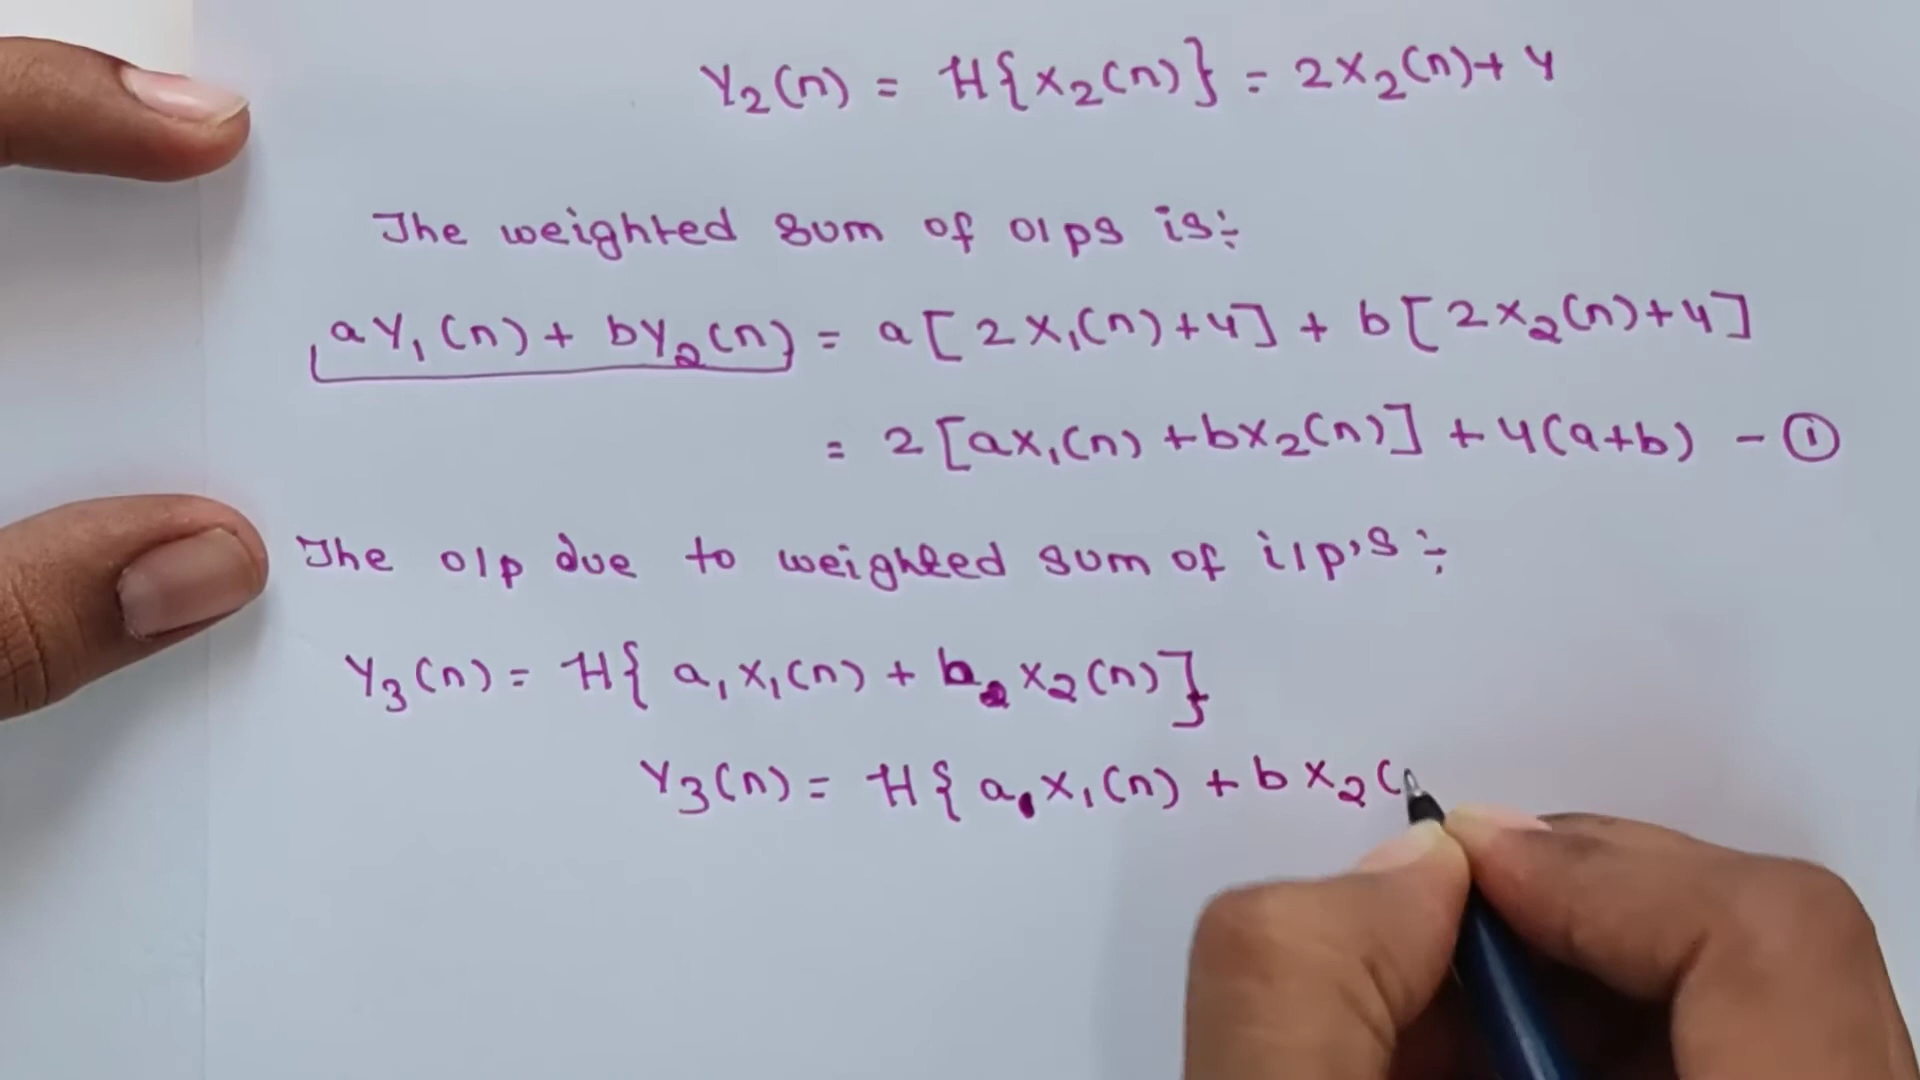 Y₂(n) = H{x₂(n)} = 2x₂(n)+4
The weighted sum of o/ps is:
aY₁(n) + bY₂(n) = a[2x₁(n)+4] + b[2x₂(n)+4]
= 2[ax₁(n) + bx₂(n)] + 4(a+b) - ①
The o/p due to weighted sum of i/p's:
Y₃(n) = H{a₁x₁(n) + b₂x₂(n)}
Y₃(n) = H{a x₁(n) + b x₂(